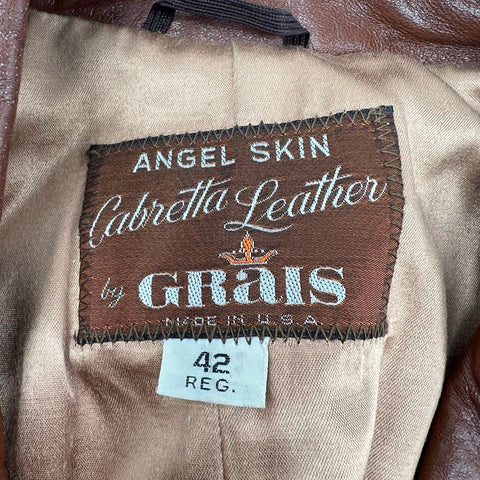 ANGEL SKIN
Cabretta Leather
by GRaIS
MADE IN U.S.A
42
REG.